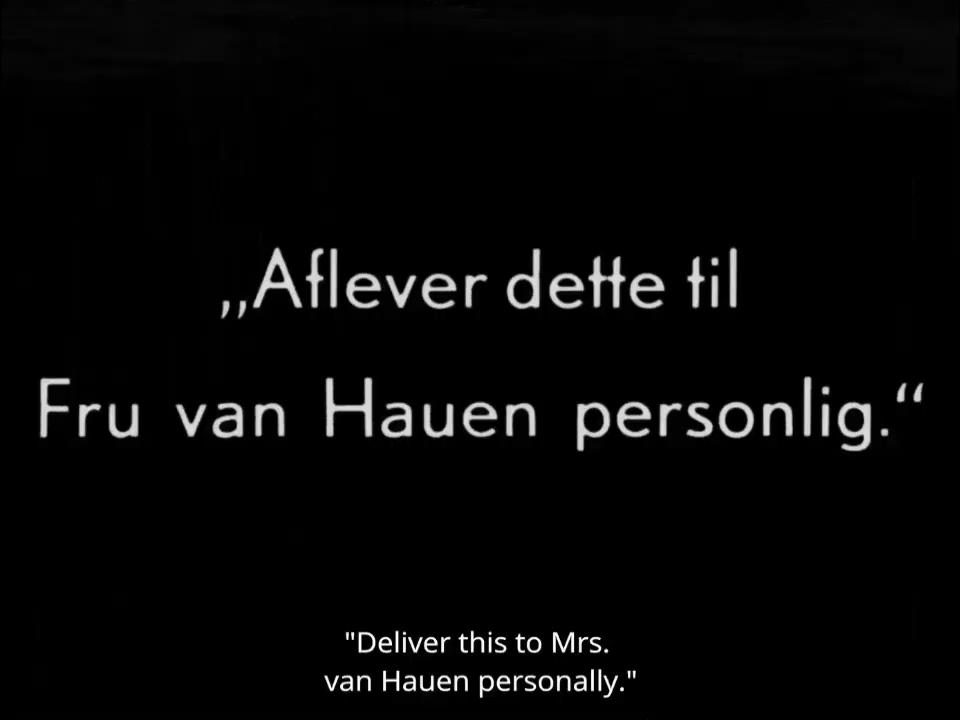 „Aflever dette til
Fru van Hauen personlig.“
"Deliver this to Mrs.
van Hauen personally."